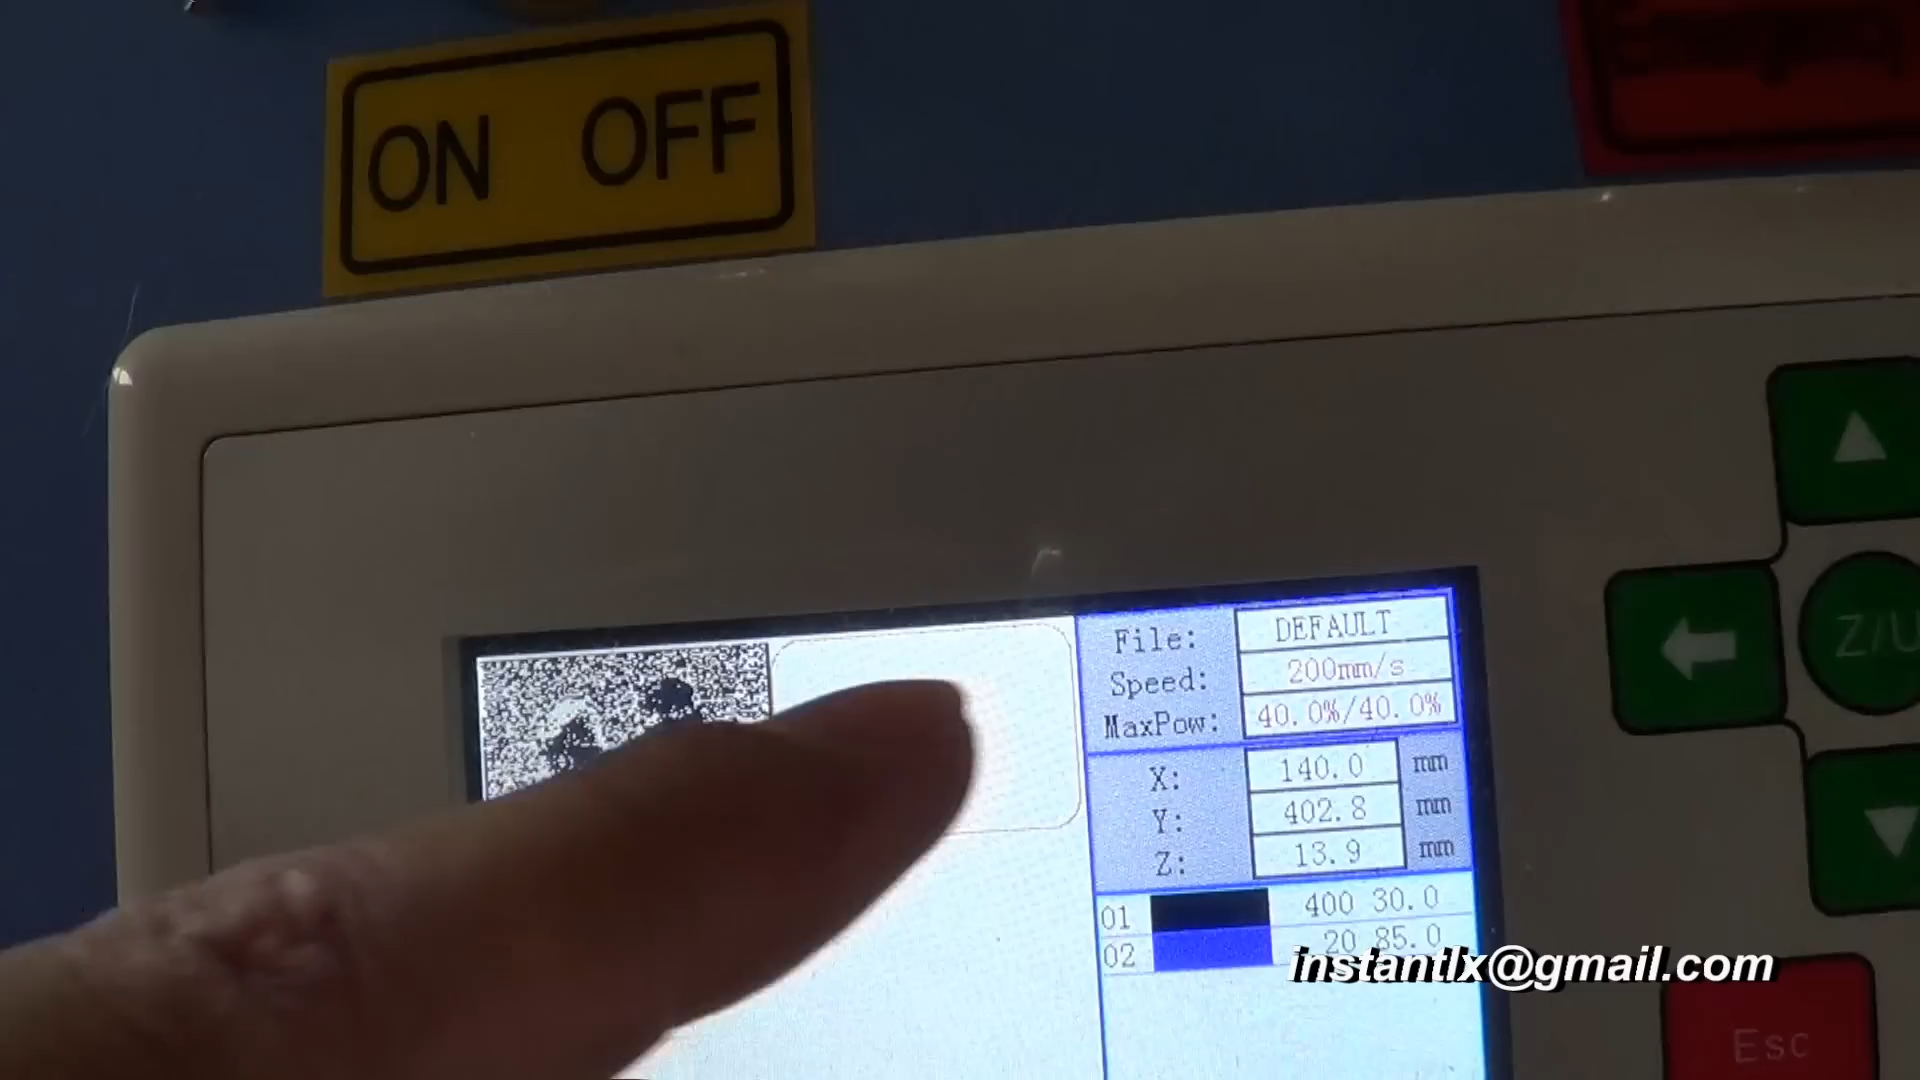 ON OFF
File: DEFAULT
Speed: 200mm/s
MaxPow: 40.0%/40.0%
X: 140.0 mm
Y: 402.8 mm
Z: 13.9 mm
01 400 30.0
02 20 85.0
Z/U
Esc
instantlx@gmail.com